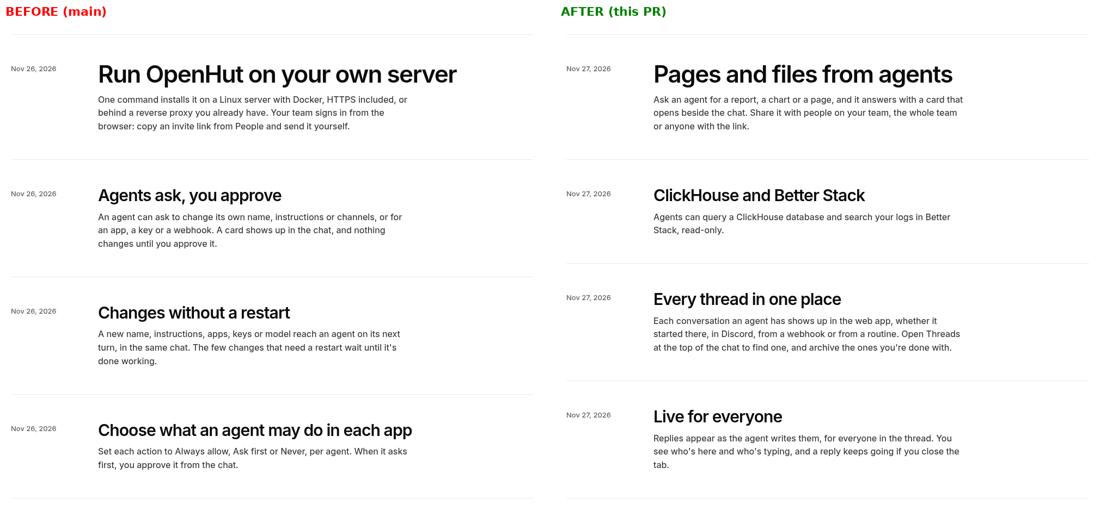 BEFORE (main)
Nov 26, 2026
Run OpenHut on your own server
One command installs it on a Linux server with Docker, HTTPS included, or
behind a reverse proxy you already have. Your team signs in from the
browser: copy an invite link from People and send it yourself.
Nov 26, 2026
Agents ask, you approve
An agent can ask to change its own name, instructions or channels, or for
an app, a key or a webhook. A card shows up in the chat, and nothing
changes until you approve it.
Nov 26, 2026
Changes without a restart
A new name, instructions, apps, keys or model reach an agent on its next
turn, in the same chat. The few changes that need a restart wait until it's
done working.
Nov 26, 2026
Choose what an agent may do in each app
Set each action to Always allow, Ask first or Never, per agent. When it asks
first, you approve it from the chat.
AFTER (this PR)
Nov 27, 2026
Pages and files from agents
Ask an agent for a report, a chart or a page, and it answers with a card that
opens beside the chat. Share it with people on your team, the whole team
or anyone with the link.
Nov 27, 2026
ClickHouse and Better Stack
Agents can query a ClickHouse database and search your logs in Better
Stack, read-only.
Nov 27, 2026
Every thread in one place
Each conversation an agent has shows up in the web app, whether it
started there, in Discord, from a webhook or from a routine. Open Threads
at the top of the chat to find one, and archive the ones you're done with.
Nov 27, 2026
Live for everyone
Replies appear as the agent writes them, for everyone in the thread. You
see who's here and who's typing, and a reply keeps going if you close the
tab.